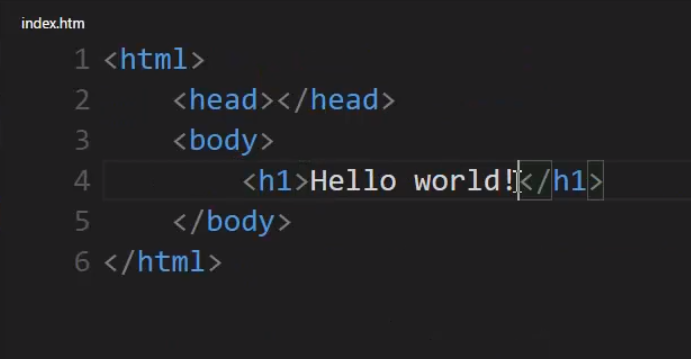 index.htm
1 <html>
2     <head></head>
3     <body>
4         <h1>Hello world!</h1>
5     </body>
6 </html>